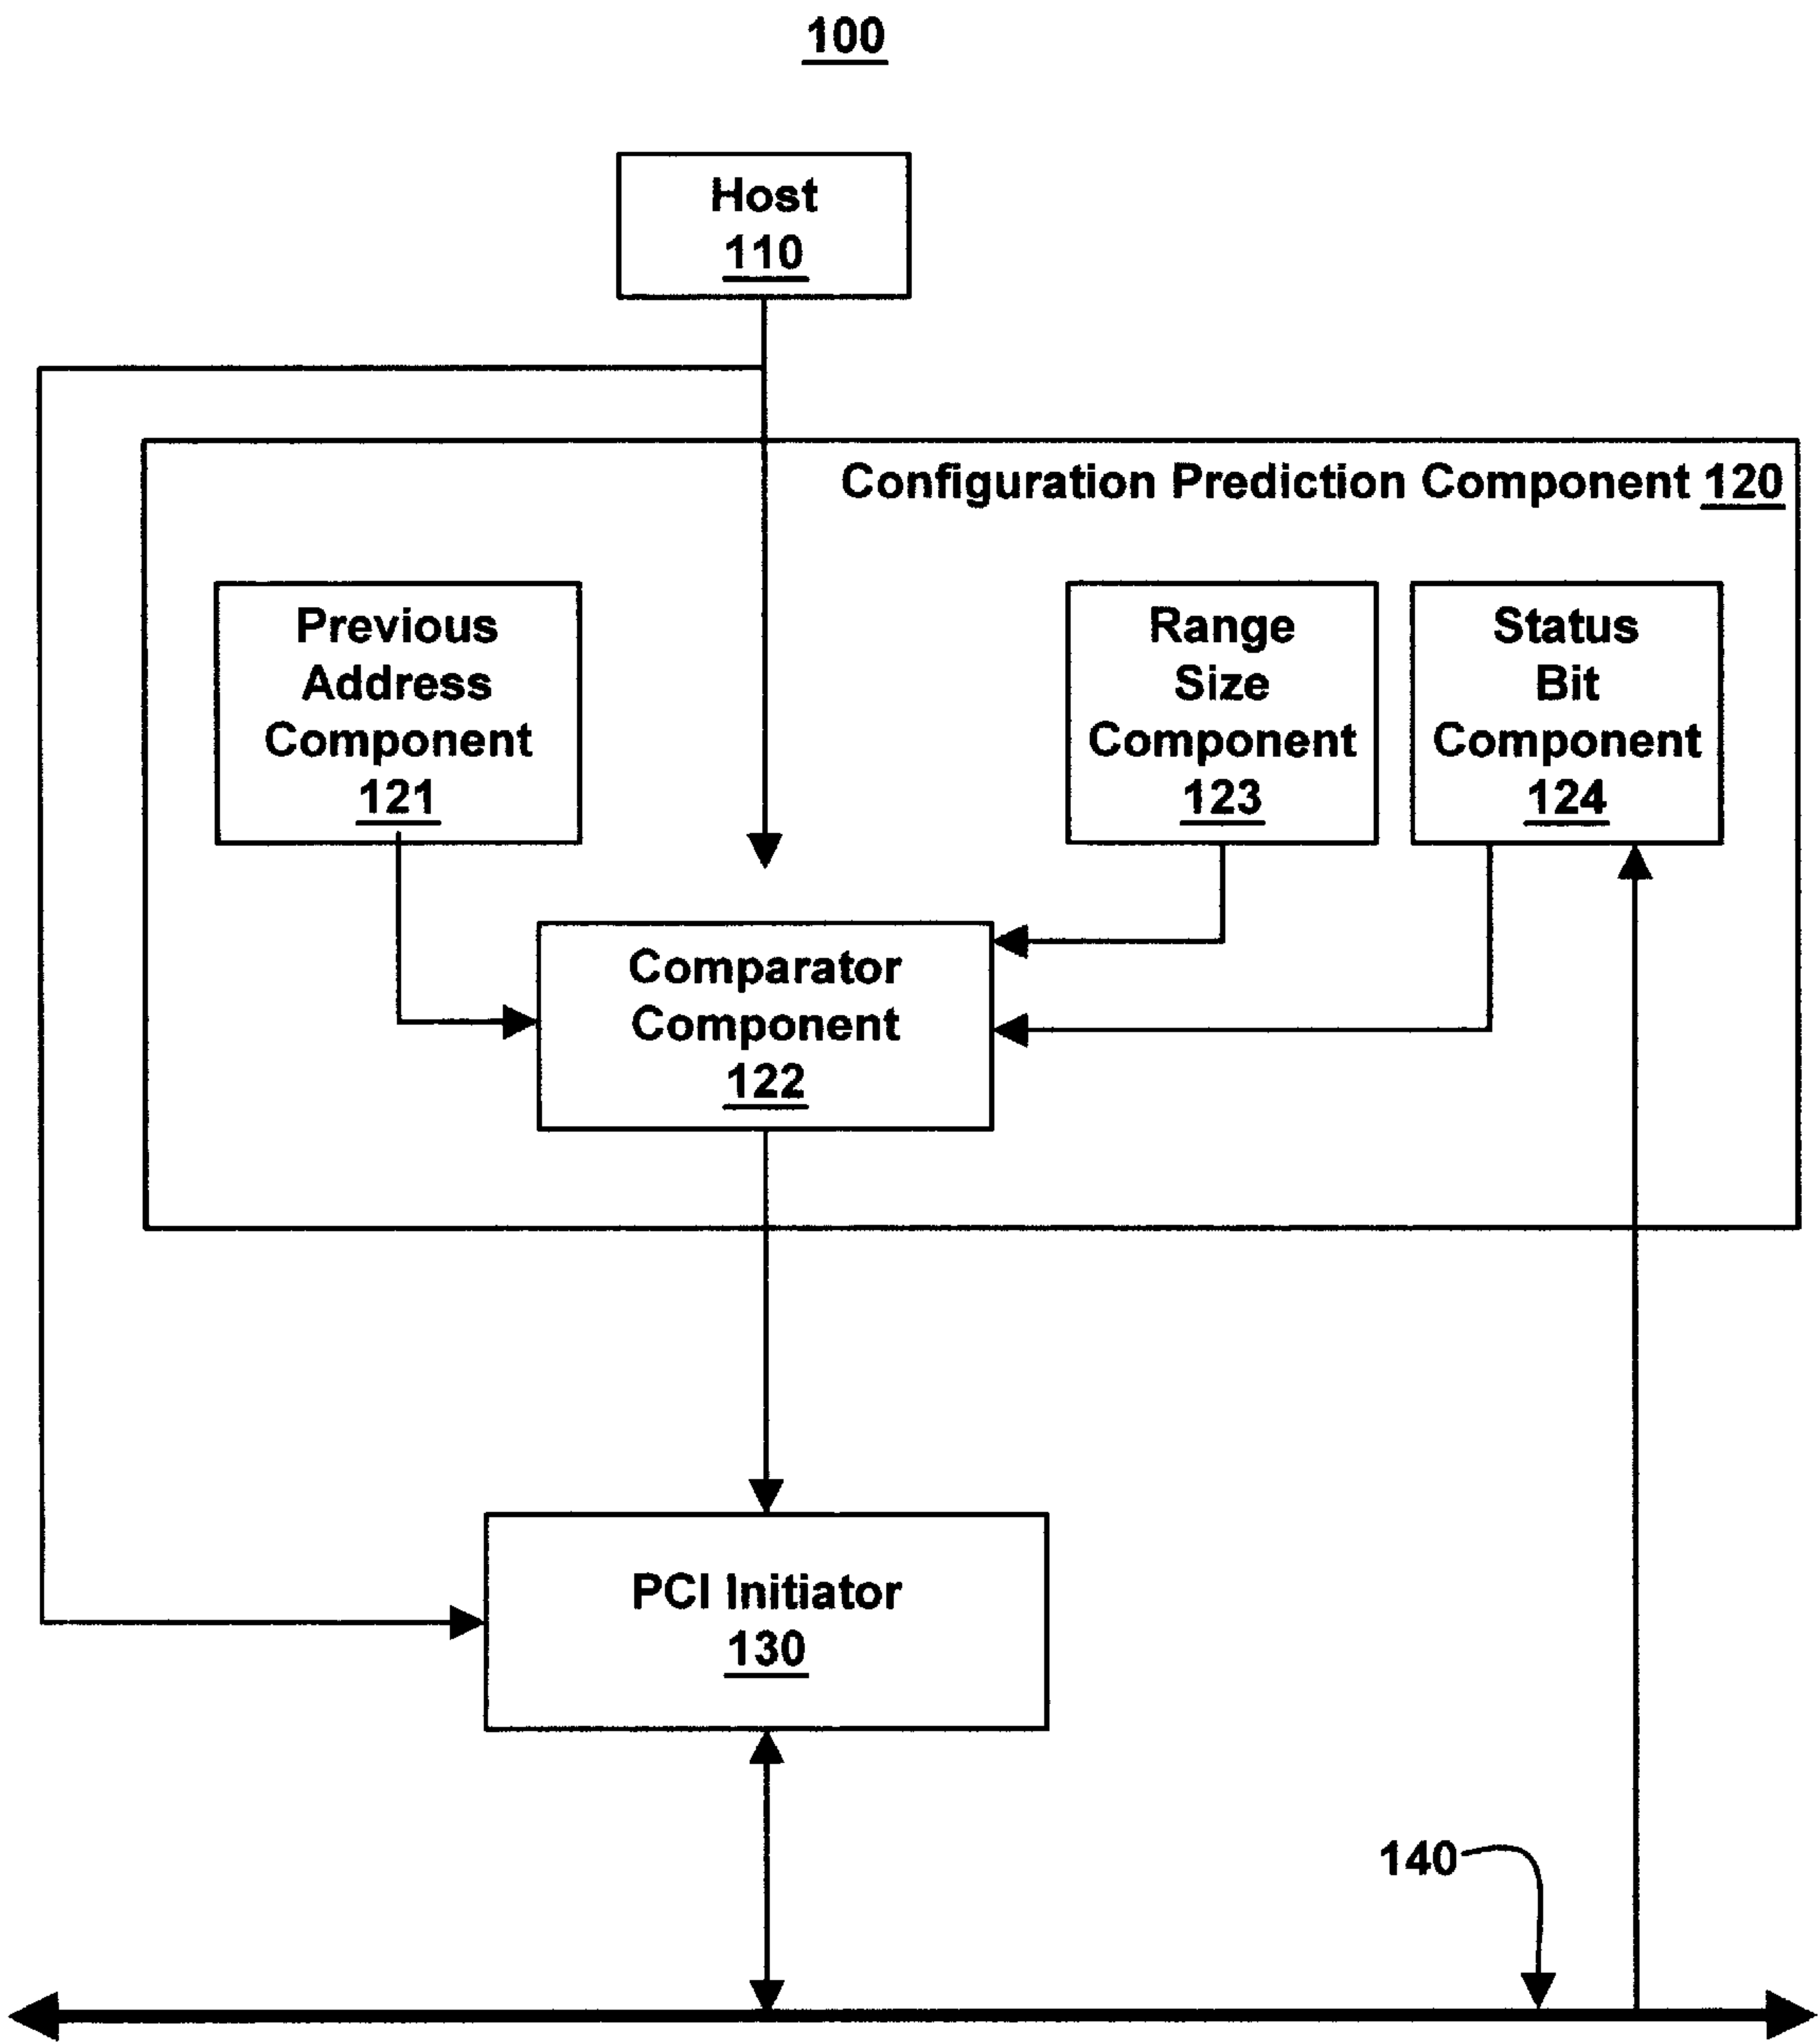 100
Host
110
Configuration Prediction Component 120
Previous
Address
Component
121
Range
Size
Component
123
Status
Bit
Component
124
Comparator
Component
122
PCI Initiator
130
140